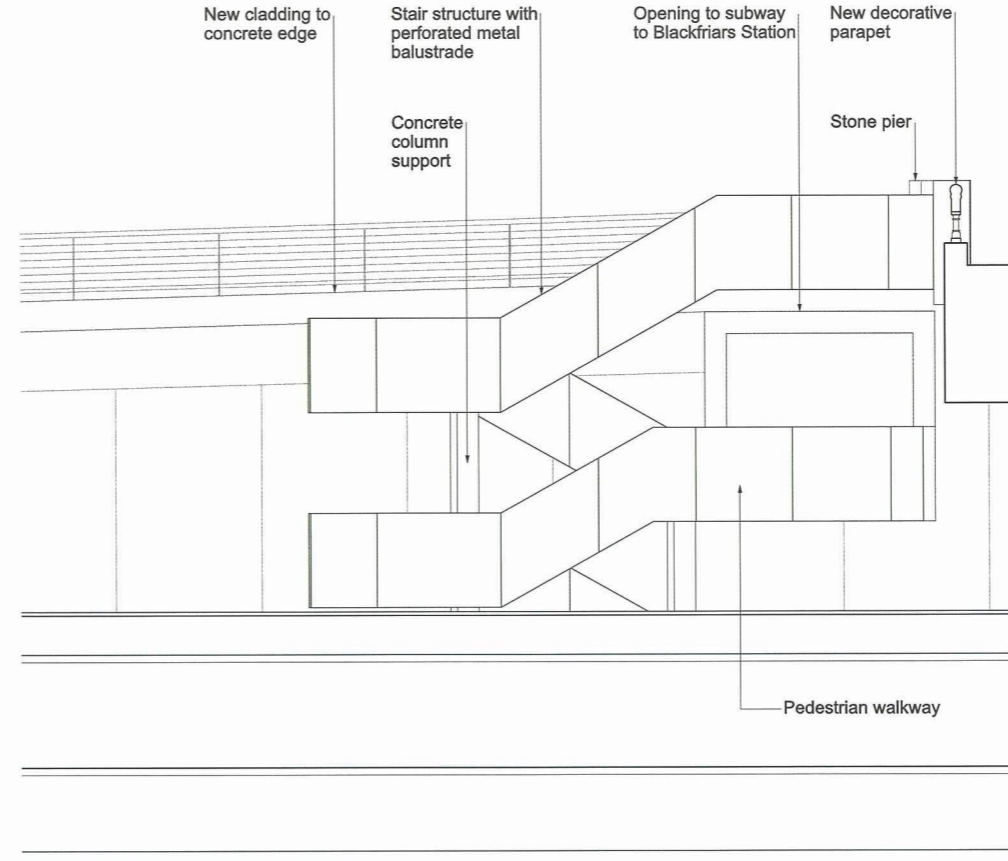 New cladding to
concrete edge
Stair structure with
perforated metal
balustrade
Opening to subway
to Blackfriars Station
New decorative
parapet
Concrete
column
support
Stone pier
Pedestrian walkway